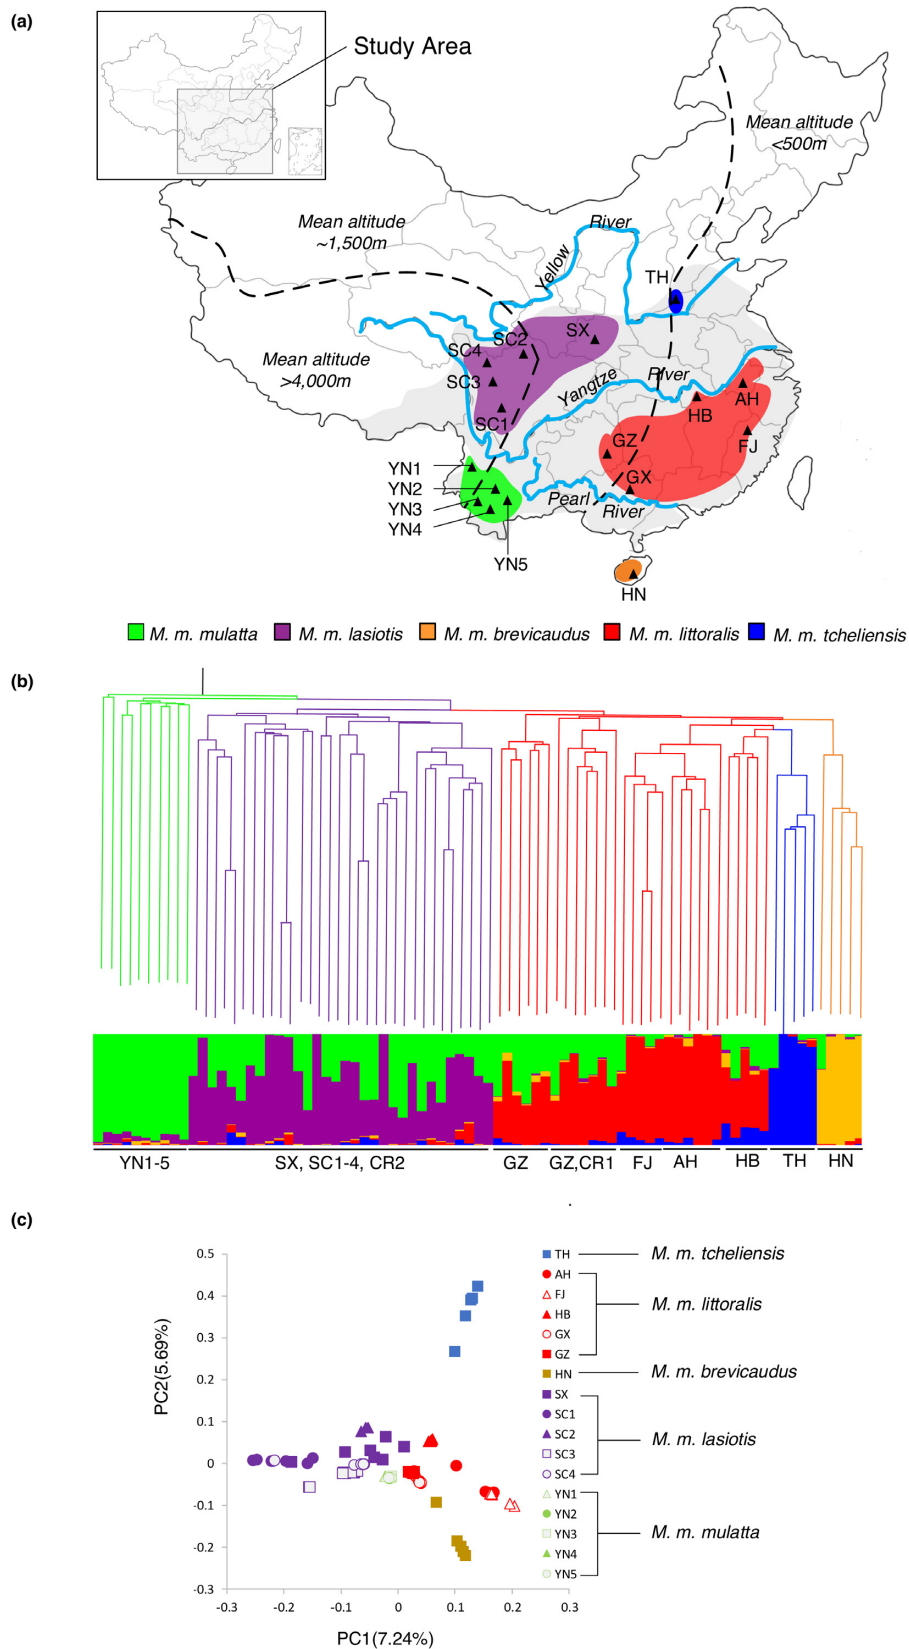 (a)
Study Area
Mean altitude
<500m
Mean altitude
~1,500m
River
Yellow
TH
SX
SC2
SC4
Mean altitude
>4,000m
SC3
Yangtze
River
AH
HB
SC1
GZ
FJ
YN1
GX
YN2
Pearl
YN3
River
YN4
YN5
HN
M. m. mulatta
M. m. lasiotis
M. m. brevicaudus
M. m. littoralis
M. m. tcheliensis
(b)
YN1-5
SX, SC1-4, CR2
GZ
GZ,CR1
FJ
AH
HB
TH
HN
(c)
PC2(5.69%)
0.5
0.4
0.3
0.2
0.1
0
-0.1
-0.2
-0.3
-0.3
-0.2
-0.1
0
0.1
0.2
0.3
PC1(7.24%)
TH
AH
FJ
HB
GX
GZ
HN
SX
SC1
SC2
SC3
SC4
YN1
YN2
YN3
YN4
YN5
M. m. tcheliensis
M. m. littoralis
M. m. brevicaudus
M. m. lasiotis
M. m. mulatta